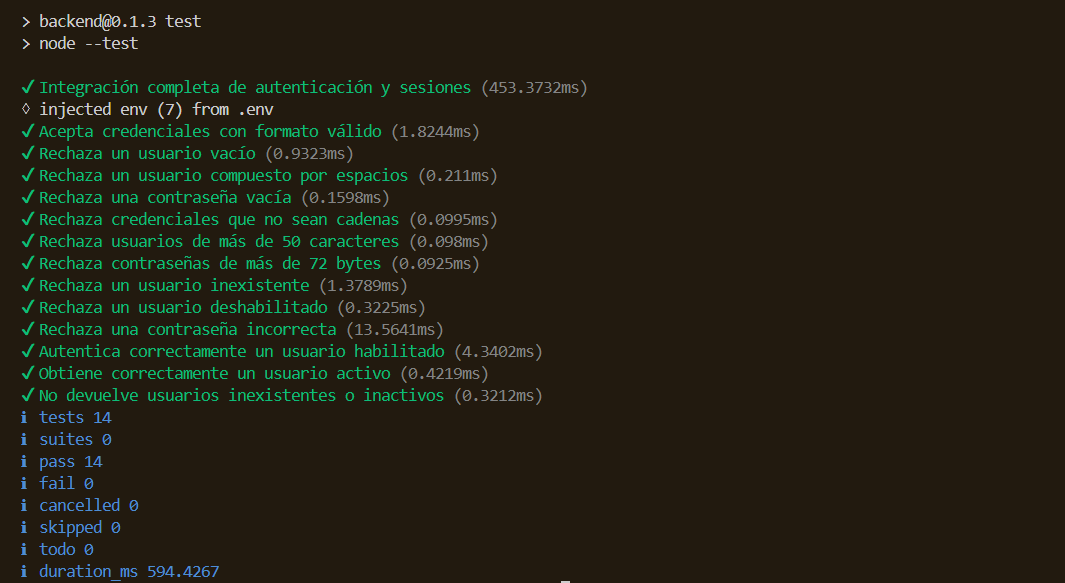 > backend@0.1.3 test
> node --test
✔ Integración completa de autenticación y sesiones (453.3732ms)
◊ injected env (7) from .env
✔ Acepta credenciales con formato válido (1.8244ms)
✔ Rechaza un usuario vacío (0.9323ms)
✔ Rechaza un usuario compuesto por espacios (0.211ms)
✔ Rechaza una contraseña vacía (0.1598ms)
✔ Rechaza credenciales que no sean cadenas (0.0995ms)
✔ Rechaza usuarios de más de 50 caracteres (0.098ms)
✔ Rechaza contraseñas de más de 72 bytes (0.0925ms)
✔ Rechaza un usuario inexistente (1.3789ms)
✔ Rechaza un usuario deshabilitado (0.3225ms)
✔ Rechaza una contraseña incorrecta (13.5641ms)
✔ Autentica correctamente un usuario habilitado (4.3402ms)
✔ Obtiene correctamente un usuario activo (0.4219ms)
✔ No devuelve usuarios inexistentes o inactivos (0.3212ms)
ℹ tests 14
ℹ suites 0
ℹ pass 14
ℹ fail 0
ℹ cancelled 0
ℹ skipped 0
ℹ todo 0
ℹ duration_ms 594.4267